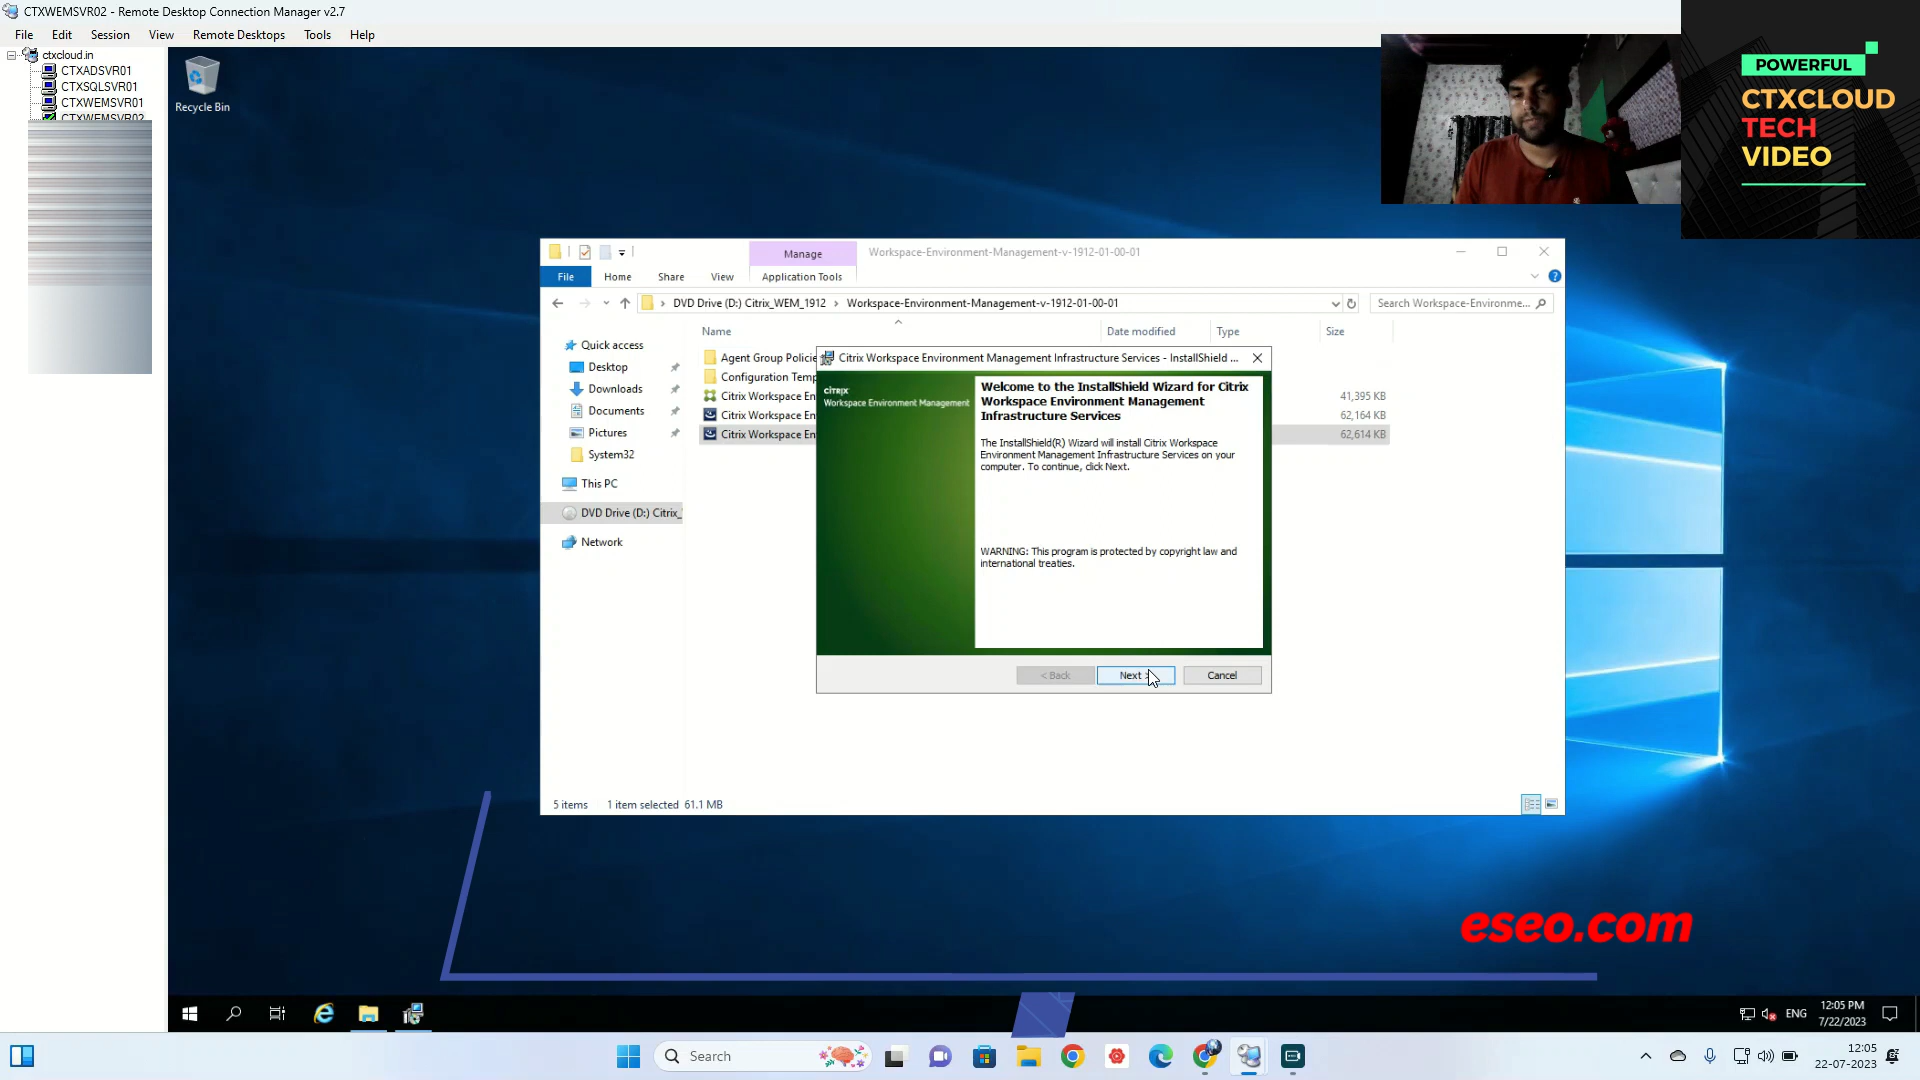 CTXWEMSVR02 - Remote Desktop Connection Manager v2.7
File Edit Session View Remote Desktops Tools Help
ctxcloud.in
CTXADSVR01
CTXSQLSVR01
CTXWEMSVR01
CTXWEMSVR02
Recycle Bin
POWERFUL
CTXCLOUD
TECH
VIDEO
Manage
Workspace-Environment-Management-v-1912-01-00-01
File Home Share View Application Tools
DVD Drive (D:) Citrix_WEM_1912 > Workspace-Environment-Management-v-1912-01-00-01
Search Workspace-Environme...
Name Date modified Type Size
Quick access
Desktop
Downloads
Documents
Pictures
System32
This PC
DVD Drive (D:) Citrix_
Network
Agent Group Policie
Configuration Temp
Citrix Workspace En 41,395 KB
Citrix Workspace En 62,164 KB
Citrix Workspace En 62,614 KB
Citrix Workspace Environment Management Infrastructure Services - InstallShield ...
citrix
Workspace Environment Management
Welcome to the InstallShield Wizard for Citrix
Workspace Environment Management
Infrastructure Services
The InstallShield(R) Wizard will install Citrix Workspace
Environment Management Infrastructure Services on your
computer. To continue, click Next.
WARNING: This program is protected by copyright law and
international treaties.
< Back Next Cancel
5 items 1 item selected 61.1 MB
eseo.com
ENG
12:05 PM
7/22/2023
Search
12:05
22-07-2023